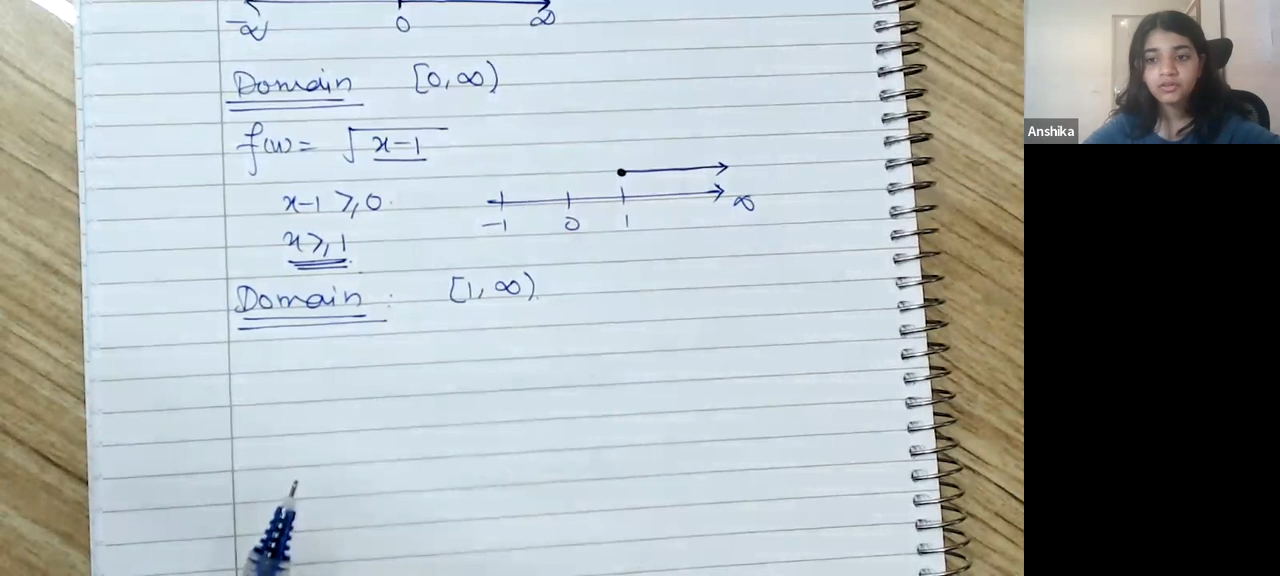 -∞ 0 ∞
Domain [0,∞)
f(x)= √x-1
x-1 ≥ 0
-1 0 1 ∞
x ≥ 1
Domain : [1,∞)
Anshika